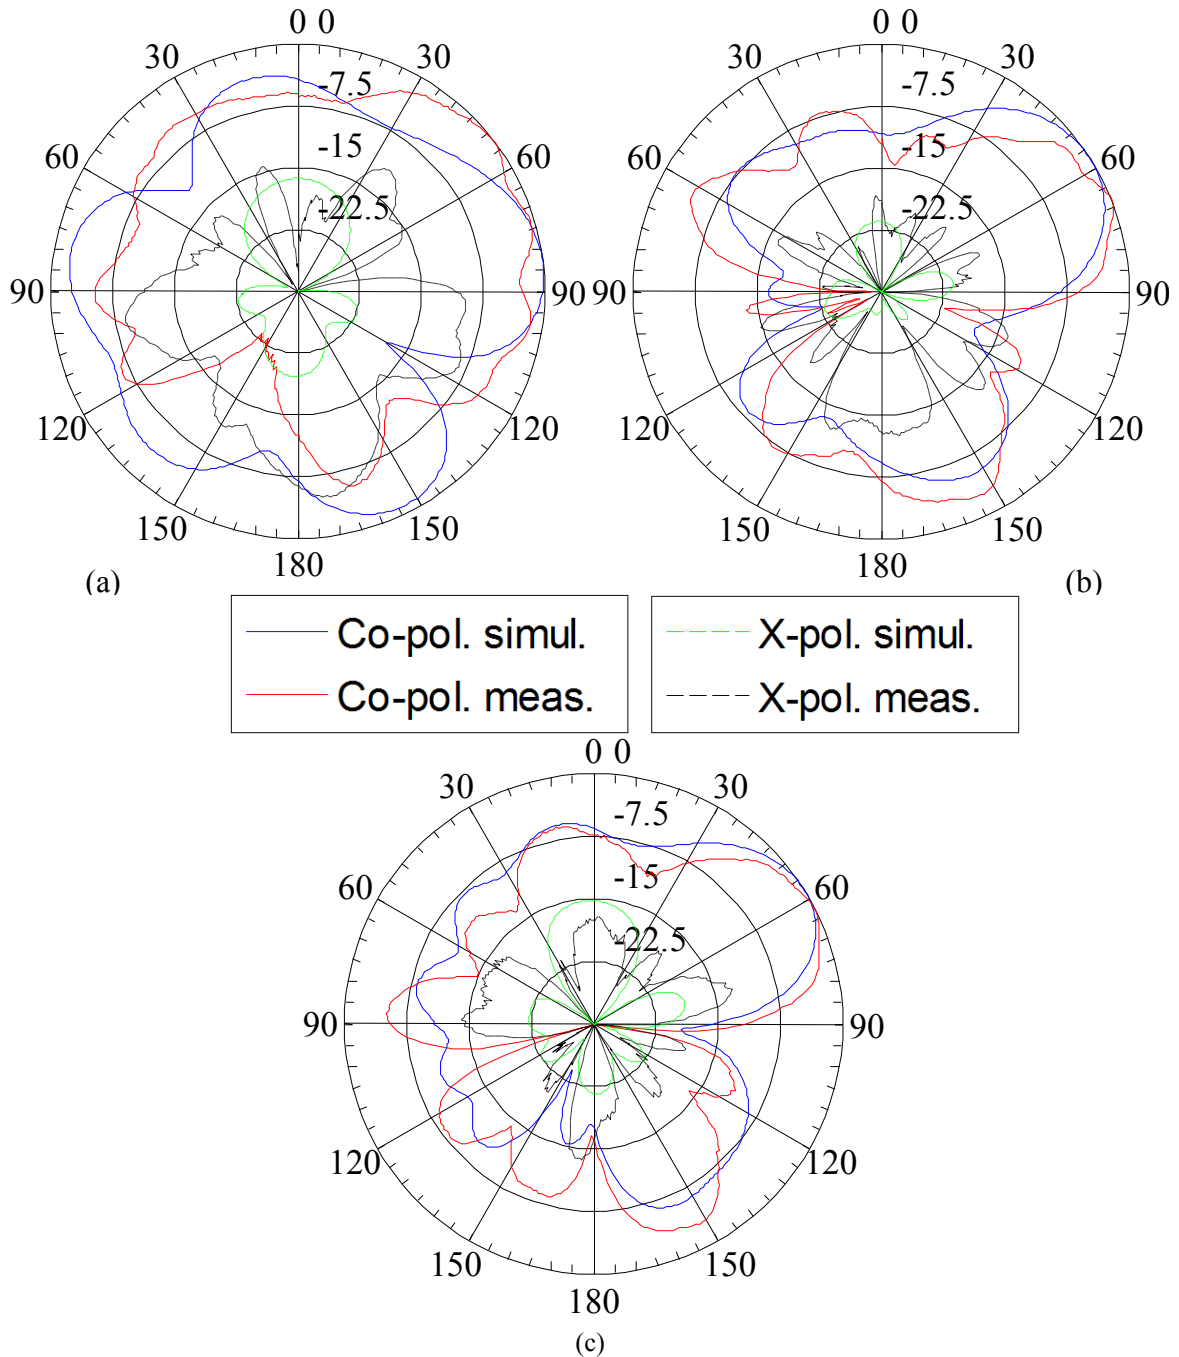 0 0 0 0
30 -7.5 30 30 -7.5 30
60 -15 60 60 -15 60
-22.5 -22.5
90 90 90 90
120 120 120 120
150 150 150 150
180 180
(a) (b)
Co-pol. simul. X-pol. simul.
Co-pol. meas. X-pol. meas.
0 0
30 -7.5 30
60 -15 60
-22.5
90 90
120 120
150 150
180
(c)